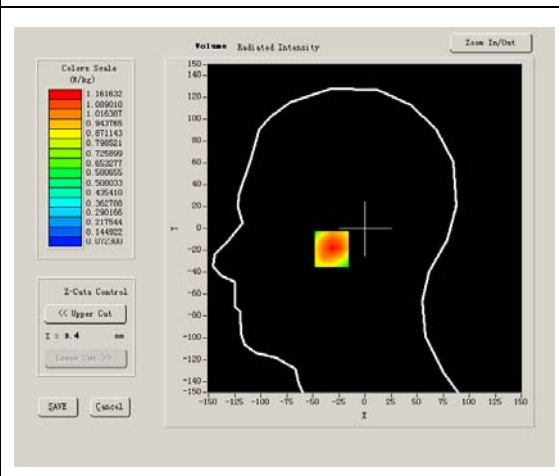 Volume Radiated Intensity
Zoom In/Out
Colors Scale
(W/kg)
1.161632
1.089010
1.016387
0.943765
0.871143
0.798521
0.725899
0.653277
0.580655
0.508033
0.435410
0.362788
0.290166
0.217544
0.144922
0.072300
150
140
120
100
80
60
40
20
0
-20
-40
-60
-80
-100
-120
-140
-150
Y
-150 -125 -100 -75 -50 -25 0 25 50 75 100 125 150
X
Z-Cuts Control
<< Upper Cut
Z = 9.4 mm
Lower Cut >>
SAVE
Cancel